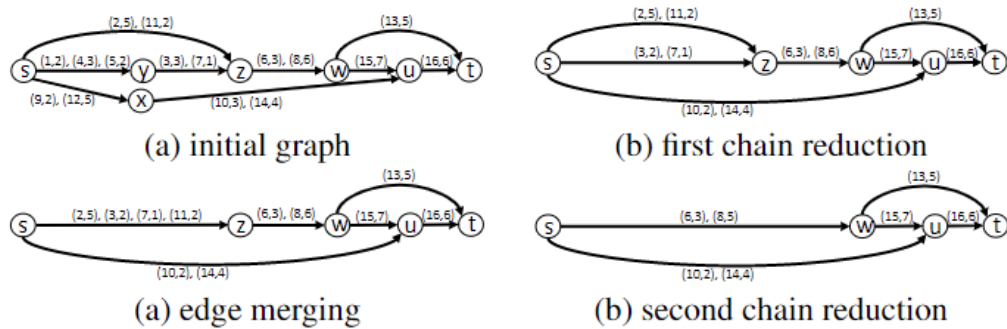 (2,5), (11,2)
(13,5)
s (1,2), (4,3), (5,2) y (3,3), (7,1) z (6,3), (8,6) w (15,7) u (16,6) t
(9,2), (12,5) x (10,3), (14,4)
(a) initial graph
(2,5), (11,2)
(13,5)
s (3,2), (7,1) z (6,3), (8,6) w (15,7) u (16,6) t
(10,2), (14,4)
(b) first chain reduction
(13,5)
s (2,5), (3,2), (7,1), (11,2) z (6,3), (8,6) w (15,7) u (16,6) t
(10,2), (14,4)
(a) edge merging
(13,5)
s (6,3), (8,5) w (15,7) u (16,6) t
(10,2), (14,4)
(b) second chain reduction